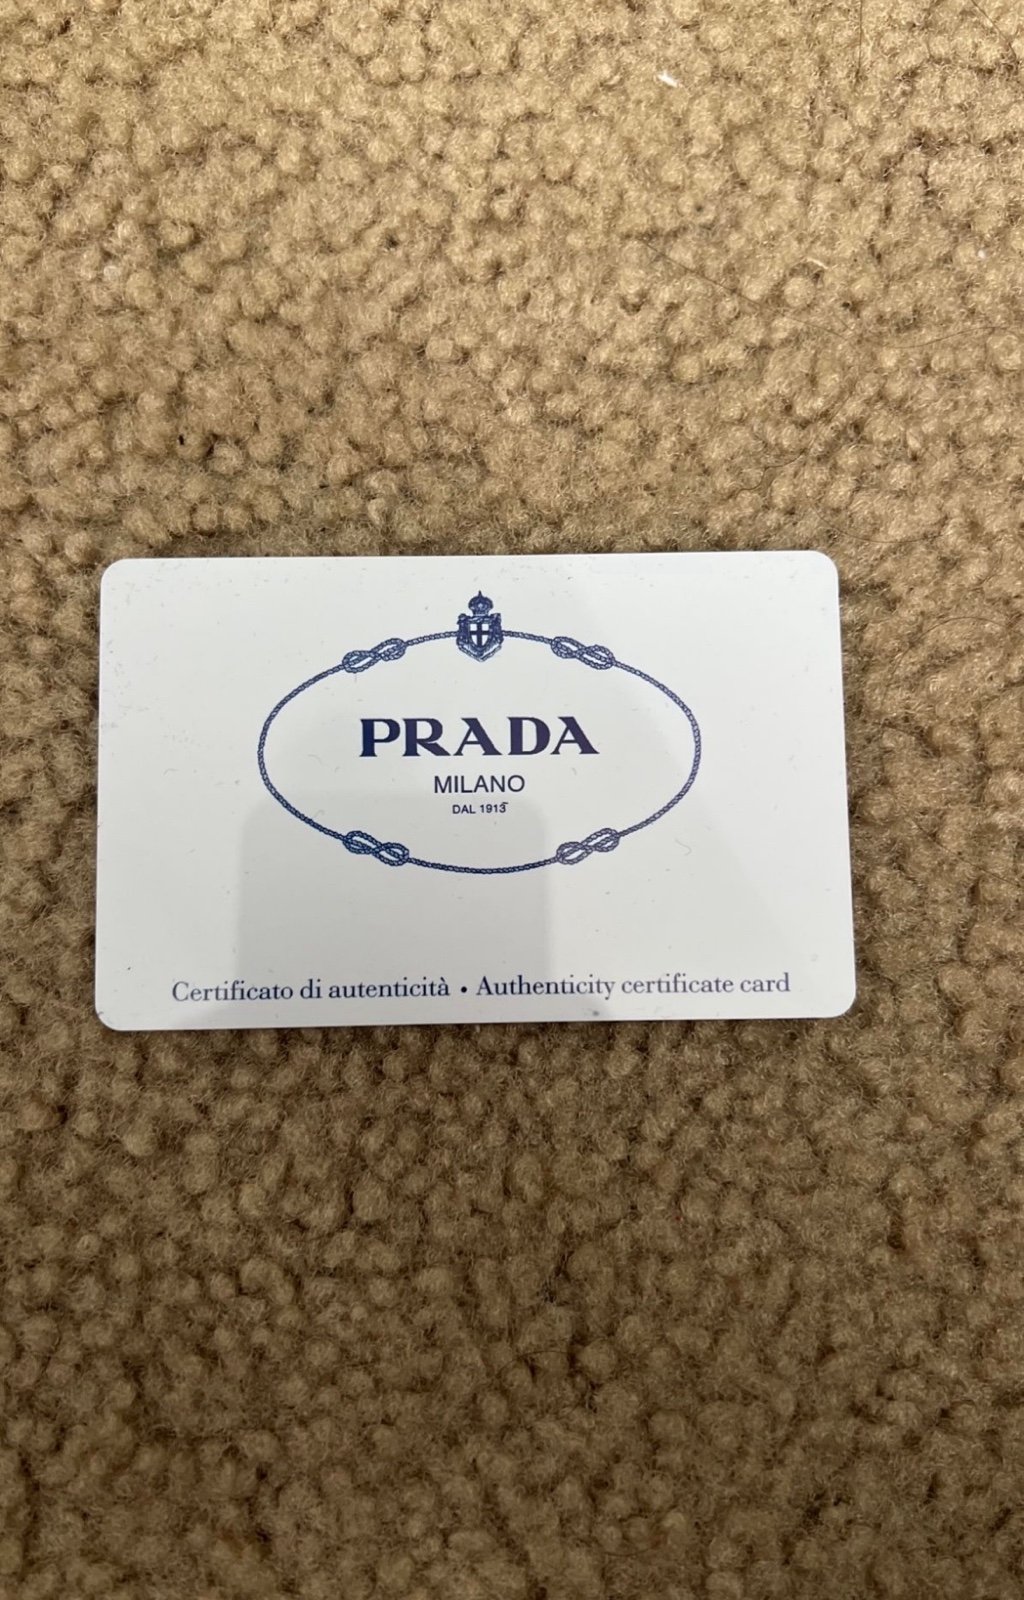 PRADA
MILANO
DAL 1913
Certificato di autenticità • Authenticity certificate card